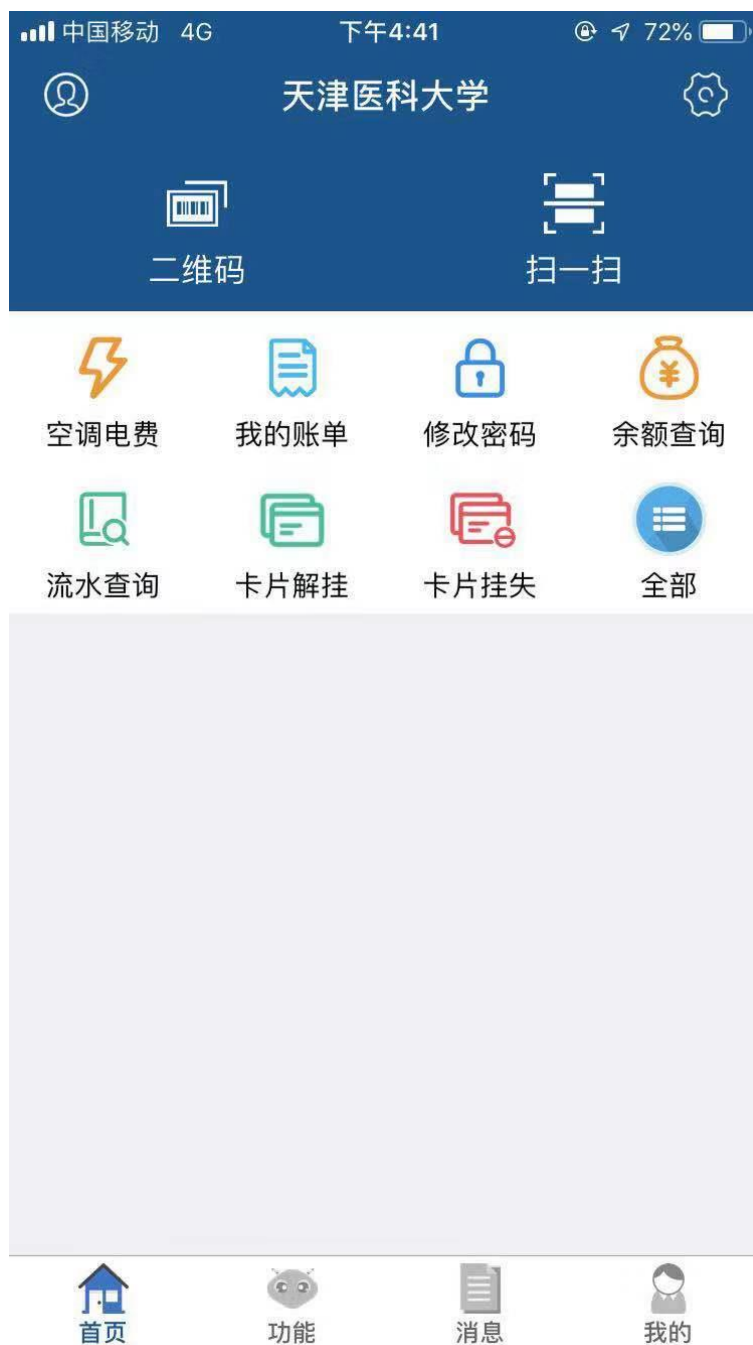 中国移动 4G 下午4:41 72%
天津医科大学
二维码 扫一扫
空调电费 我的账单 修改密码 余额查询
流水查询 卡片解挂 卡片挂失 全部
首页 功能 消息 我的